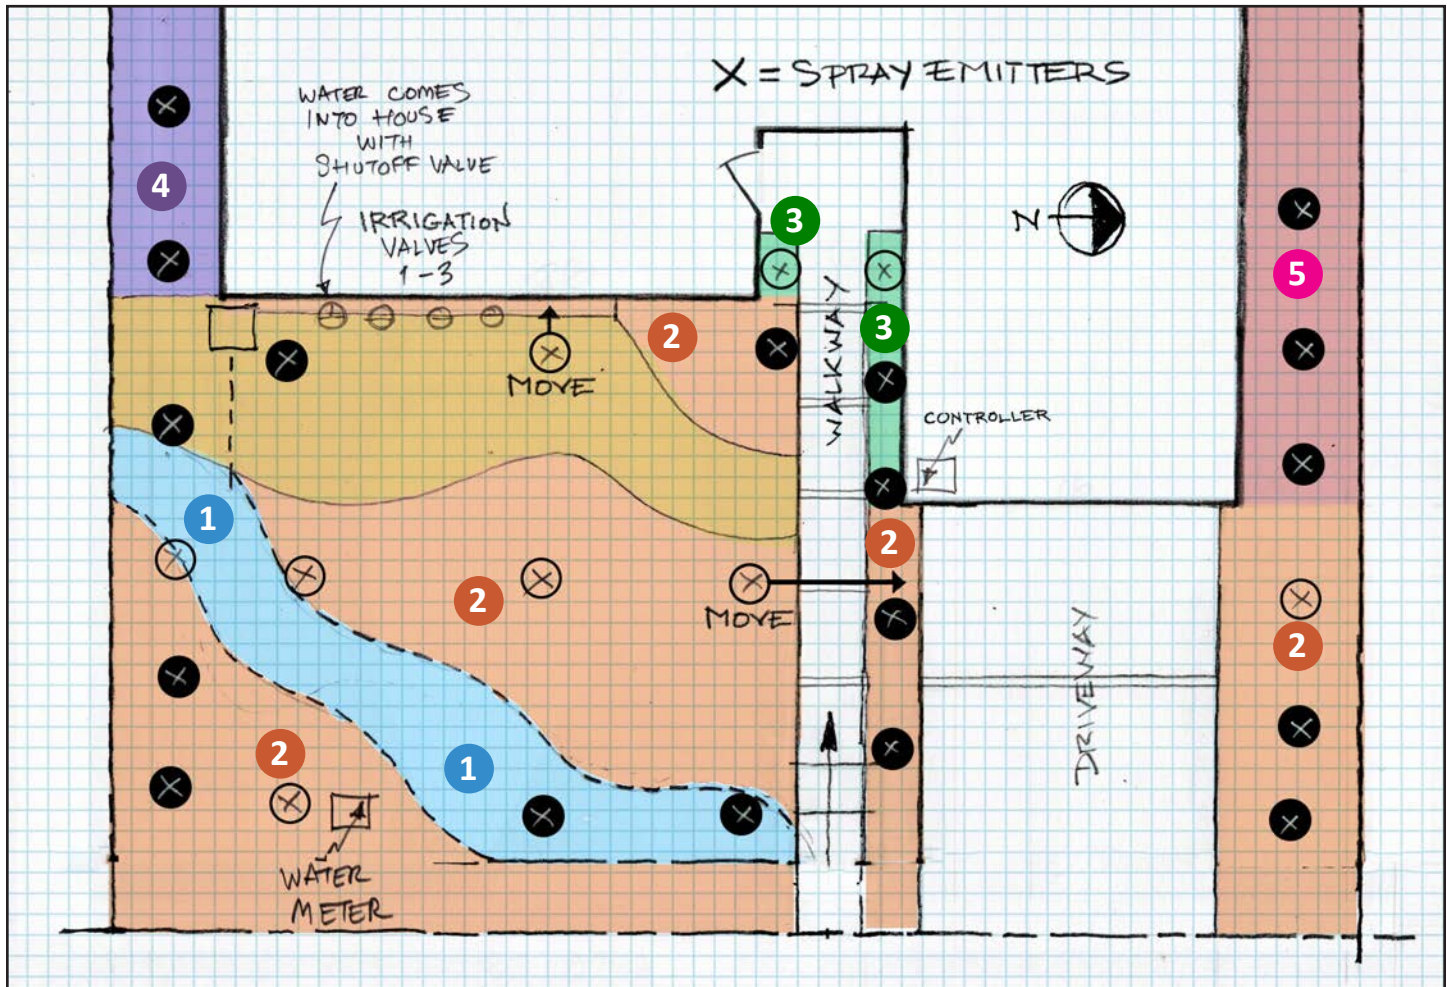 X = SPRAY EMITTERS
WATER COMES
INTO HOUSE
WITH
SHUTOFF VALVE
4
IRRIGATION
VALVES
1-3
3
N
5
2
MOVE
3
WALKWAY
CONTROLLER
1
2
2
MOVE
2
DRIVEWAY
2
1
WATER
METER